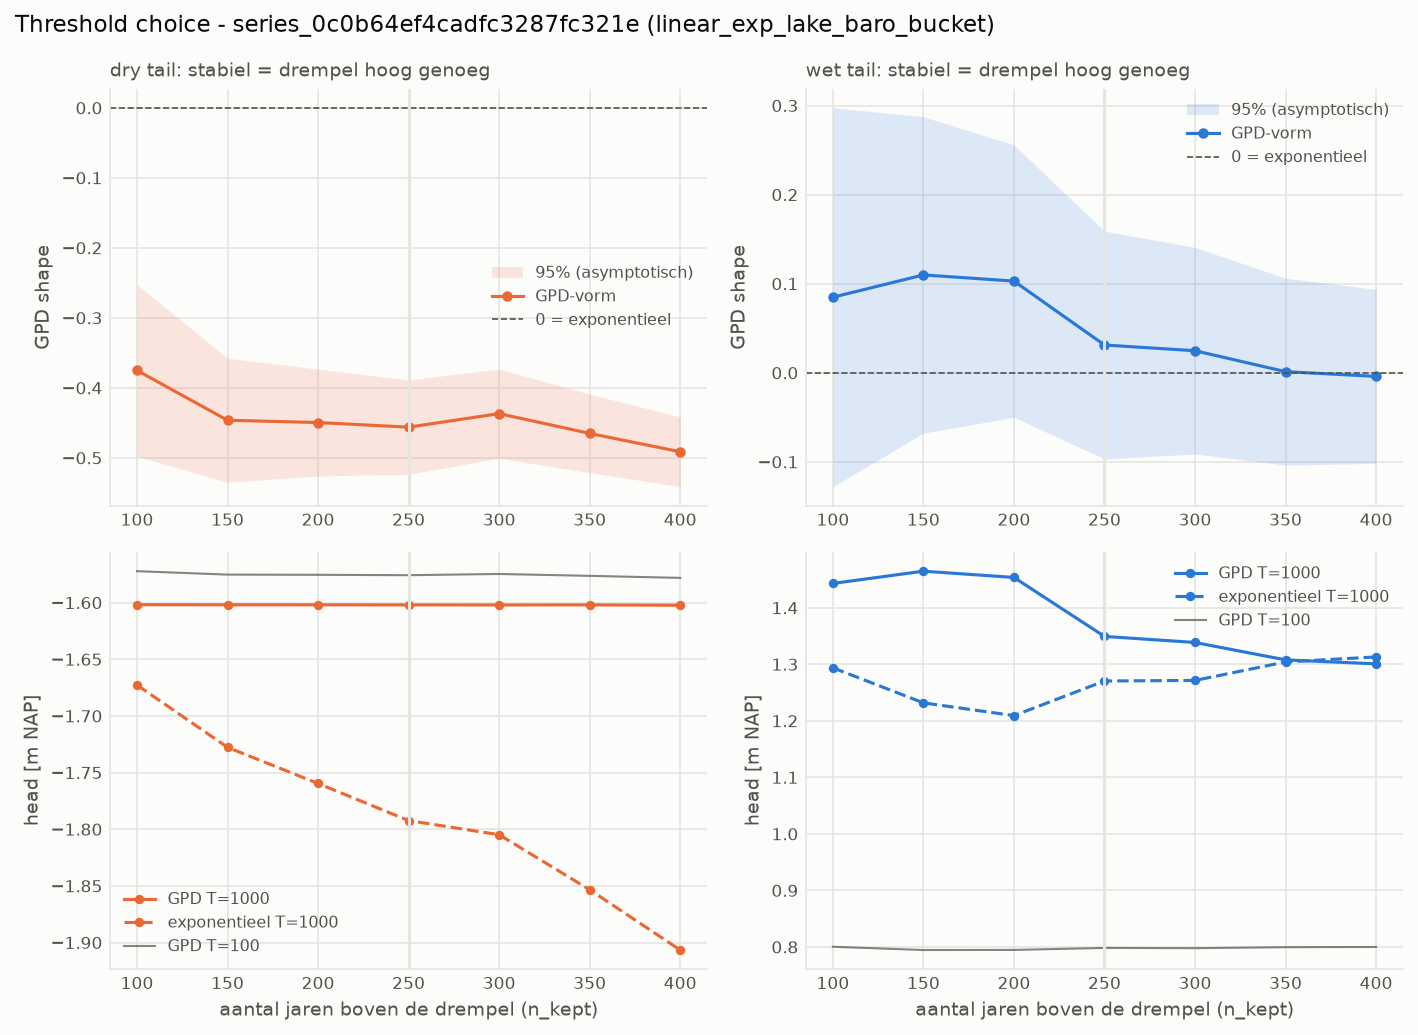 Threshold choice - series_0c0b64ef4cadfc3287fc321e (linear_exp_lake_baro_bucket)
dry tail: stabiel = drempel hoog genoeg
0.0
−0.1
−0.2
−0.3
−0.4
−0.5
GPD shape
95% (asymptotisch)
GPD-vorm
0 = exponentieel
100 150 200 250 300 350 400
wet tail: stabiel = drempel hoog genoeg
0.3
0.2
0.1
0.0
−0.1
GPD shape
95% (asymptotisch)
GPD-vorm
0 = exponentieel
100 150 200 250 300 350 400
−1.60
−1.65
−1.70
−1.75
−1.80
−1.85
−1.90
head [m NAP]
GPD T=1000
exponentieel T=1000
GPD T=100
100 150 200 250 300 350 400
aantal jaren boven de drempel (n_kept)
1.4
1.3
1.2
1.1
1.0
0.9
0.8
head [m NAP]
GPD T=1000
exponentieel T=1000
GPD T=100
100 150 200 250 300 350 400
aantal jaren boven de drempel (n_kept)